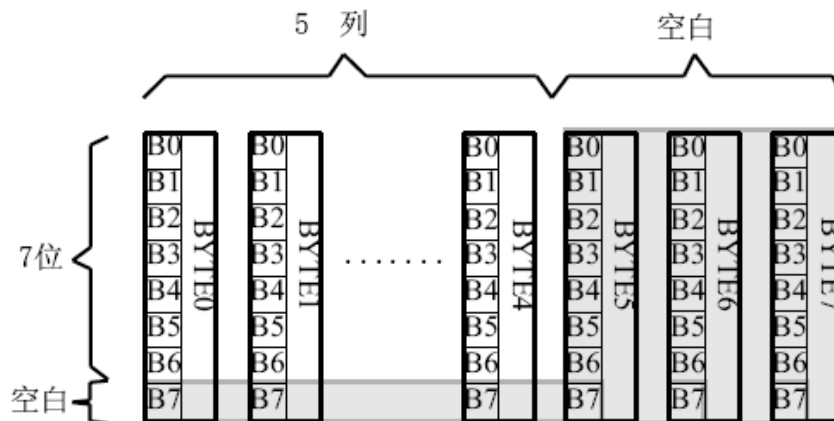 5 列 空白
B0 B0 B0 B0 B0 B0
B1 B1 B1 B1 B1 B1
B2 B2 B2 B2 B2 B2
B3 B3 B3 B3 B3 B3
B4 B4 B4 B4 B4 B4
B5 B5 B5 B5 B5 B5
B6 B6 B6 B6 B6 B6
B7 B7 B7 B7 B7 B7
BYTE0 BYTE1 ....... BYTE4 BYTE5 BYTE6 BYTE7
7位
空白